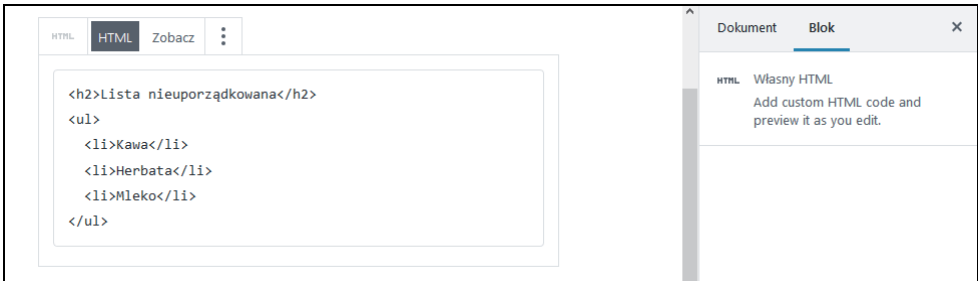 HTML HTML Zobacz
<h2>Lista nieuporządkowana</h2>
<ul>
<li>Kawa</li>
<li>Herbata</li>
<li>Mleko</li>
</ul>
Dokument Blok
HTML Własny HTML
Add custom HTML code and
preview it as you edit.